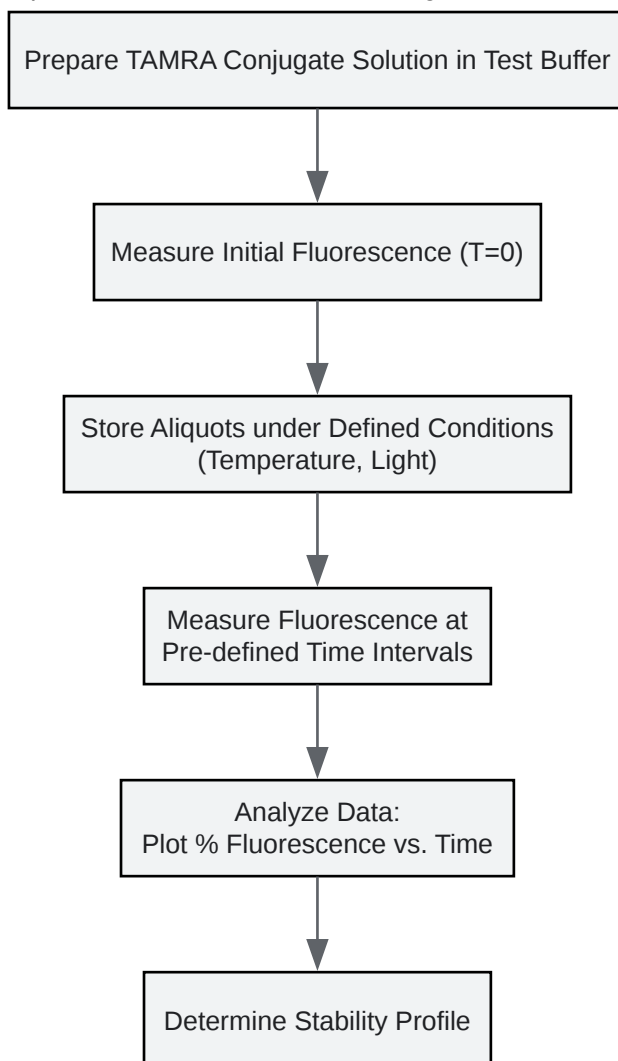 Prepare TAMRA Conjugate Solution in Test Buffer
Measure Initial Fluorescence (T=0)
Store Aliquots under Defined Conditions
(Temperature, Light)
Measure Fluorescence at
Pre-defined Time Intervals
Analyze Data:
Plot % Fluorescence vs. Time
Determine Stability Profile